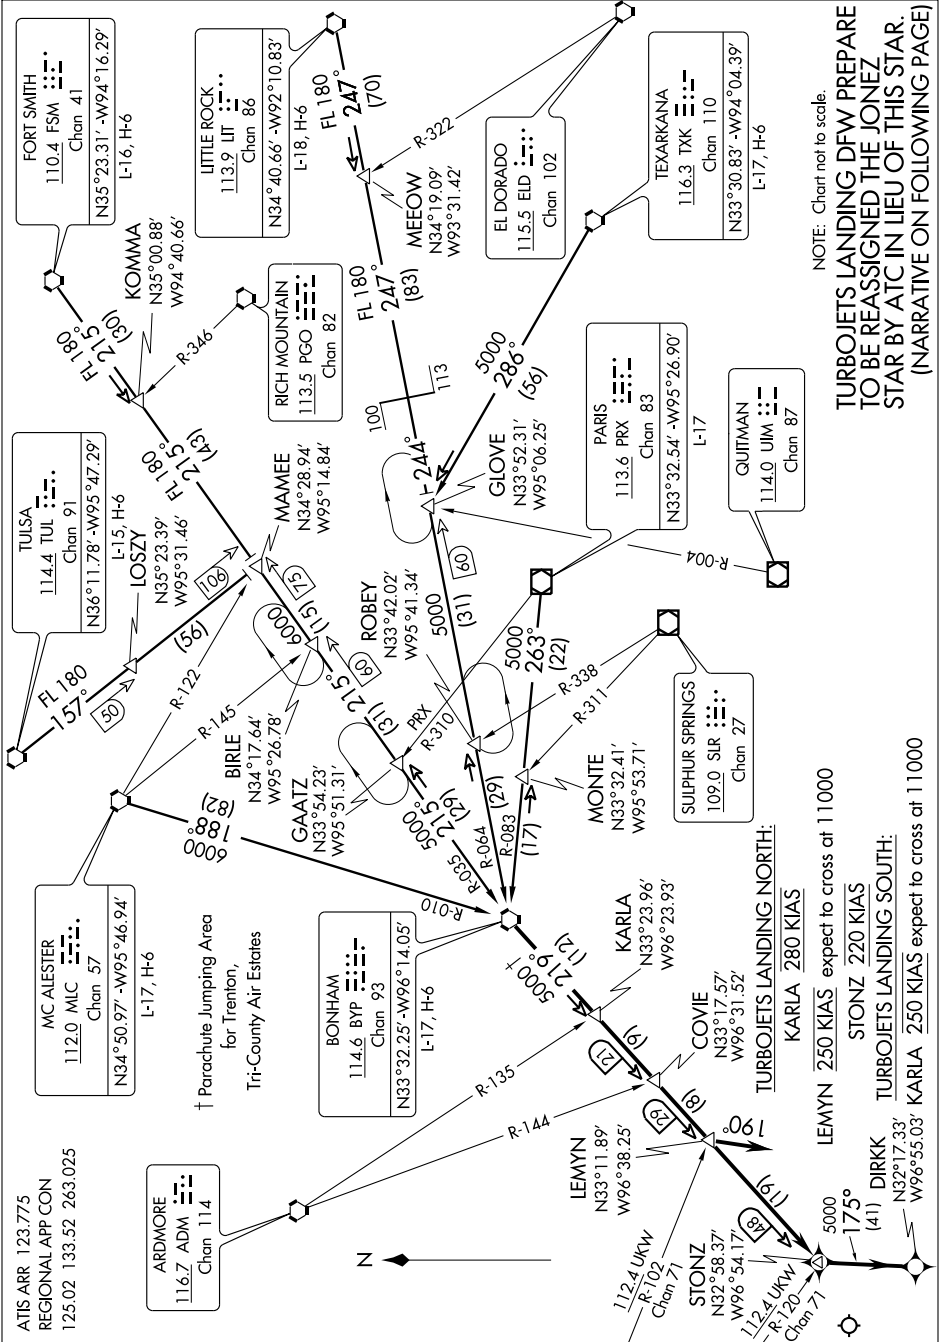 ATIS ARR 123.775
REGIONAL APP CON
125.02 133.52 263.025
ARDMORE
116.7 ADM
Chan 114
MC ALESTER
112.0 MLC
Chan 57
N34°50.97'-W95°46.94'
L-17, H-6
† Parachute Jumping Area
for Trenton,
Tri-County Air Estates
BONHAM
114.6 BYP
Chan 93
N33°32.25'-W96°14.05'
L-17, H-6
TULSA
114.4 TUL
Chan 91
N36°11.78'-W95°47.29'
L-15, H-6
FORT SMITH
110.4 FSM
Chan 41
N35°23.31'-W94°16.29'
L-16, H-6
LITTLE ROCK
113.9 LIT
Chan 86
N34°40.66'-W92°10.83'
L-18, H-6
RICH MOUNTAIN
113.5 PGO
Chan 82
EL DORADO
115.5 ELD
Chan 102
TEXARKANA
116.3 TXK
Chan 110
N33°30.83'-W94°04.39'
L-17, H-6
PARIS
113.6 PRX
Chan 83
N33°32.54'-W95°26.90'
L-17
QUITMAN
114.0 UIM
Chan 87
SULPHUR SPRINGS
109.0 SLR
Chan 27
KOMMA
N35°00.88'
W94°40.66'
LOSZY
N35°23.39'
W95°31.46'
MAMEE
N34°28.94'
W95°14.84'
BIRLE
N34°17.64'
W95°26.78'
GAATZ
N33°54.23'
W95°51.31'
ROBEY
N33°42.02'
W95°41.34'
MEEOW
N34°19.09'
W93°31.42'
GLOVE
N33°52.31'
W95°06.25'
MONTE
N33°32.41'
W95°53.71'
KARLA
N33°23.96'
W96°23.93'
COVIE
N33°17.57'
W96°31.52'
LEMYN
N33°11.89'
W96°38.25'
STONZ
N32°58.37'
W96°54.17'
DIRKK
N32°17.33'
W96°55.03'
FL 180
157°
50
(56)
106
FL 180
215°
(30)
FL 180
215°
(43)
R-346
R-122
R-145
6000
(15)
75
215°
(31)
60
5000
215°
(29)
R-035
PRX
R-310
6000
188°
(82)
R-010
FL 180
247°
(70)
R-322
FL 180
247°
(83)
100
113
244°
5000
286°
(56)
R-004
60
5000
(31)
(29)
R-064
5000
263°
(22)
R-083
(17)
R-338
R-311
5000†
219°
(12)
(9)
21
(8)
29
190°
(19)
48
R-135
R-144
112.4 UKW
R-102
Chan 71
112.4 UKW
R-120
Chan 71
5000
175°
(41)
N
TURBOJETS LANDING NORTH:
KARLA 280 KIAS
LEMYN 250 KIAS expect to cross at 11000
STONZ 220 KIAS
TURBOJETS LANDING SOUTH:
KARLA 250 KIAS expect to cross at 11000
NOTE: Chart not to scale.
TURBOJETS LANDING DFW PREPARE
TO BE REASSIGNED THE JONEZ
STAR BY ATC IN LIEU OF THIS STAR.
(NARRATIVE ON FOLLOWING PAGE)